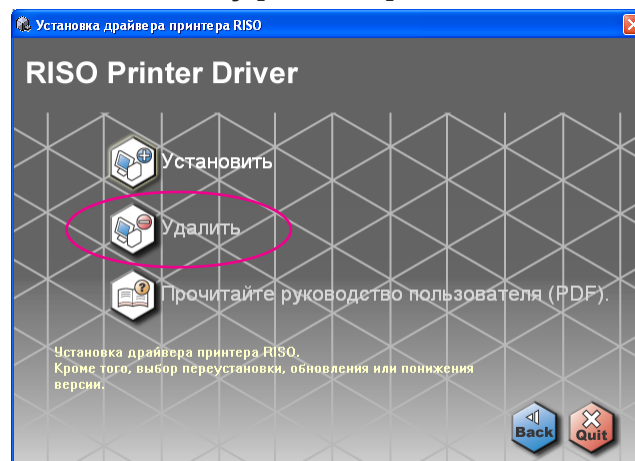 Установка драйвера принтера RISO
RISO Printer Driver
Установить
Удалить
Прочитайте руководство пользователя (PDF).
Установка драйвера принтера RISO.
Кроме того, выбор переустановки, обновления или понижения
версии.
Back
Quit